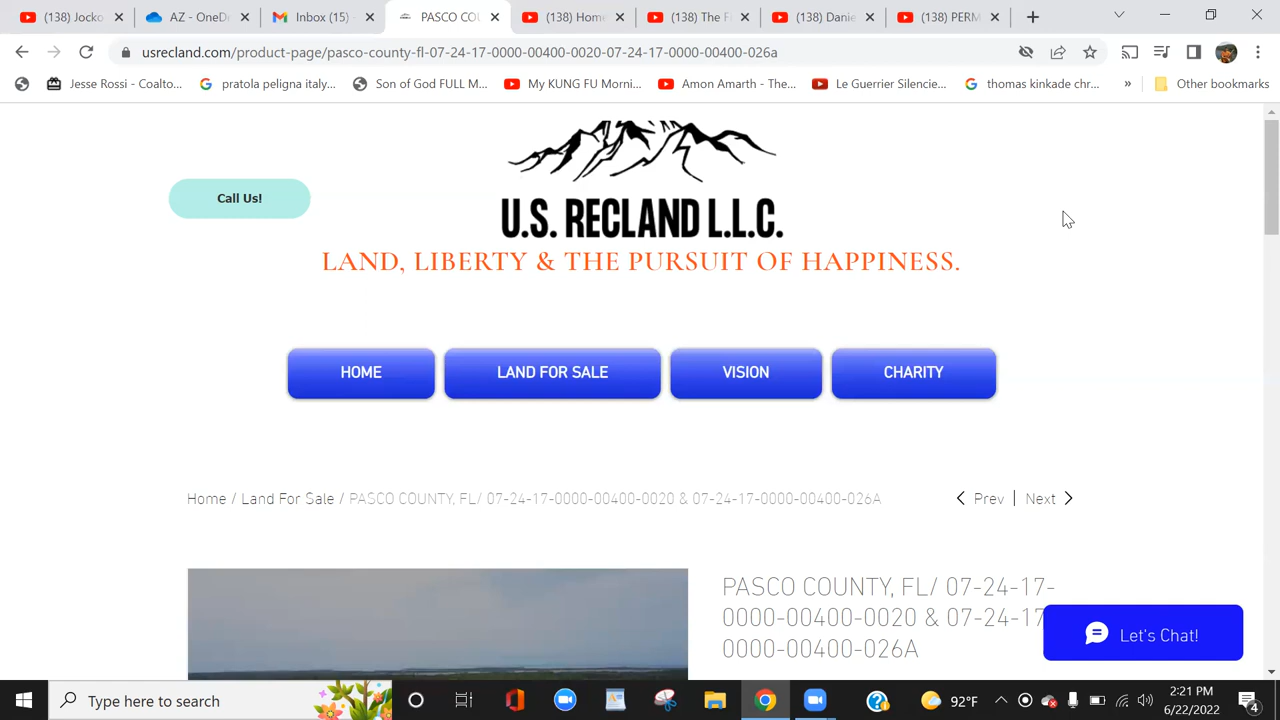 (138) Jocko
AZ - OneDr
Inbox (15) -
PASCO COU
(138) Home
(138) The F
(138) Danie
(138) PERM
usrecland.com/product-page/pasco-county-fl-07-24-17-0000-00400-0020-07-24-17-0000-00400-026a
Jesse Rossi - Coalto...
pratola peligna italy...
Son of God FULL M...
My KUNG FU Morni...
Amon Amarth - The...
Le Guerrier Silencie...
thomas kinkade chr...
»
Other bookmarks
Call Us!
U.S. RECLAND L.L.C.
LAND, LIBERTY & THE PURSUIT OF HAPPINESS.
HOME
LAND FOR SALE
VISION
CHARITY
Home / Land For Sale / PASCO COUNTY, FL/ 07-24-17-0000-00400-0020 & 07-24-17-0000-00400-026A
Prev | Next
PASCO COUNTY, FL/ 07-24-17-
0000-00400-0020 & 07-24-17
0000-00400-026A
Let's Chat!
Type here to search
92°F
2:21 PM
6/22/2022
4